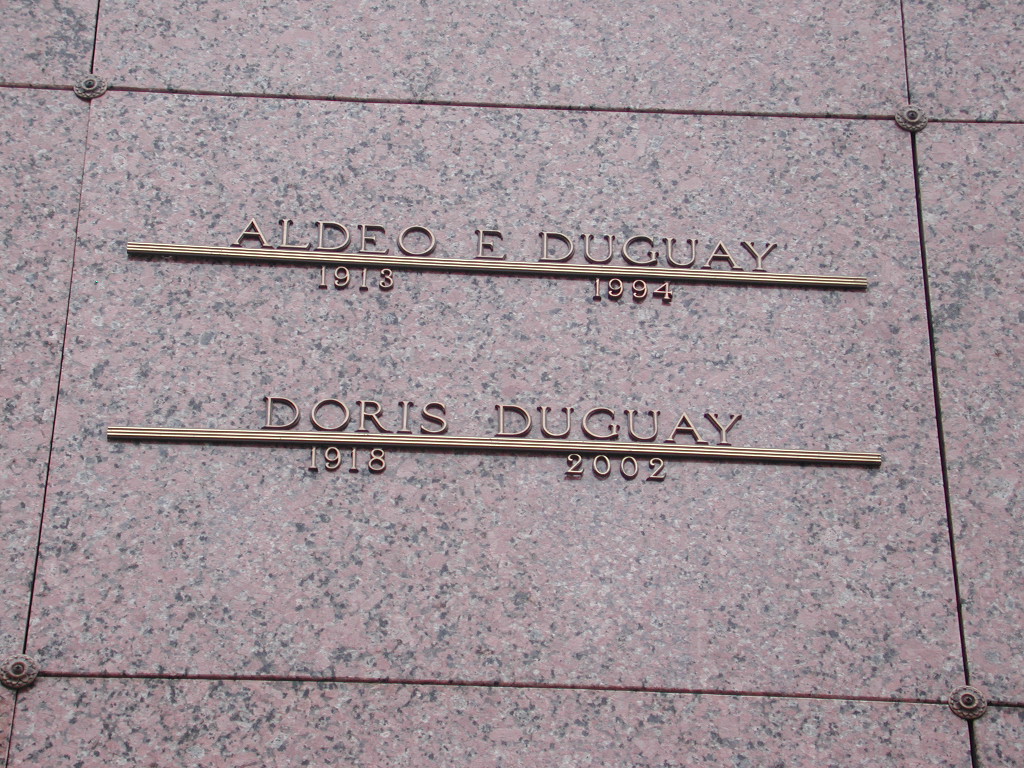 ALDEO E DUGUAY
1913 1994
DORIS DUGUAY
1918 2002